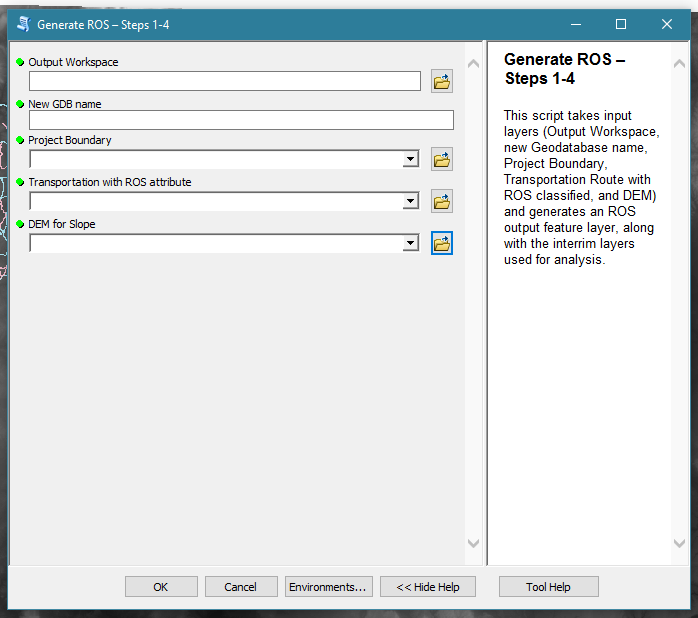 Generate ROS – Steps 1-4
Output Workspace
New GDB name
Project Boundary
Transportation with ROS attribute
DEM for Slope
Generate ROS –
Steps 1-4
This script takes input
layers (Output Workspace,
new Geodatabase name,
Project Boundary,
Transportation Route with
ROS classified, and DEM)
and generates an ROS
output feature layer, along
with the interrim layers
used for analysis.
OK
Cancel
Environments...
<< Hide Help
Tool Help